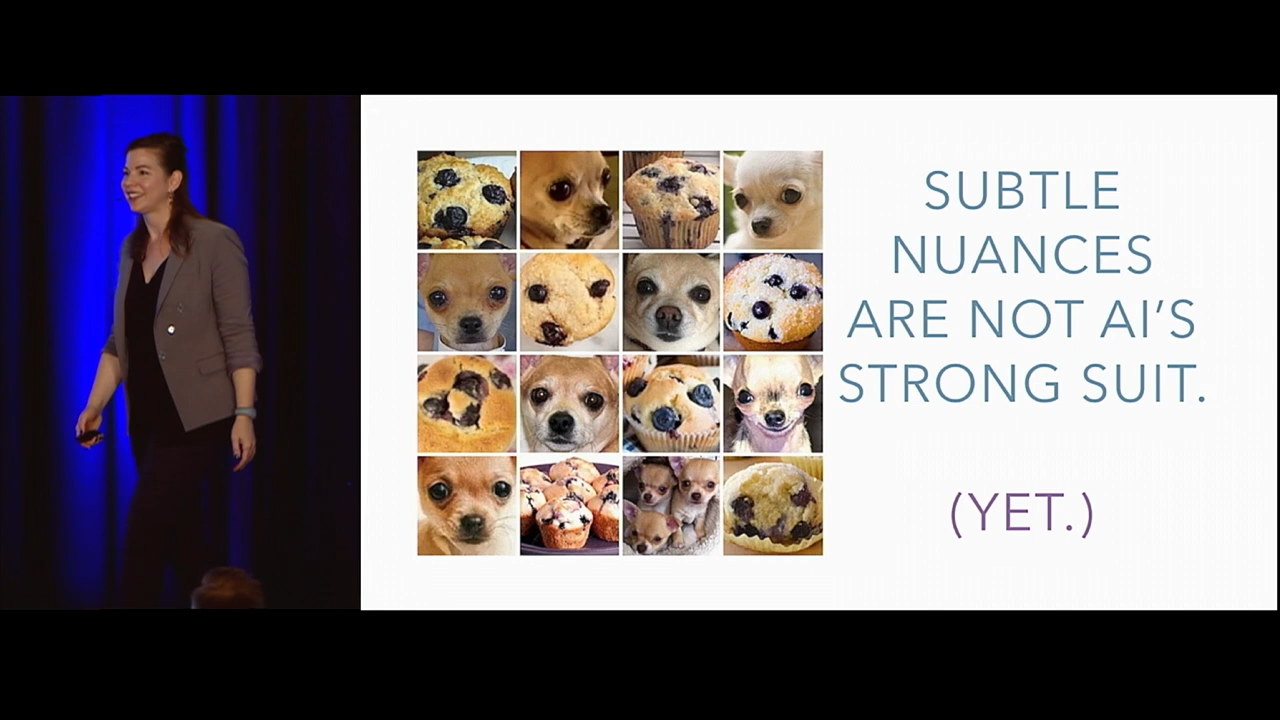 SUBTLE
NUANCES
ARE NOT AI'S
STRONG SUIT.
(YET.)